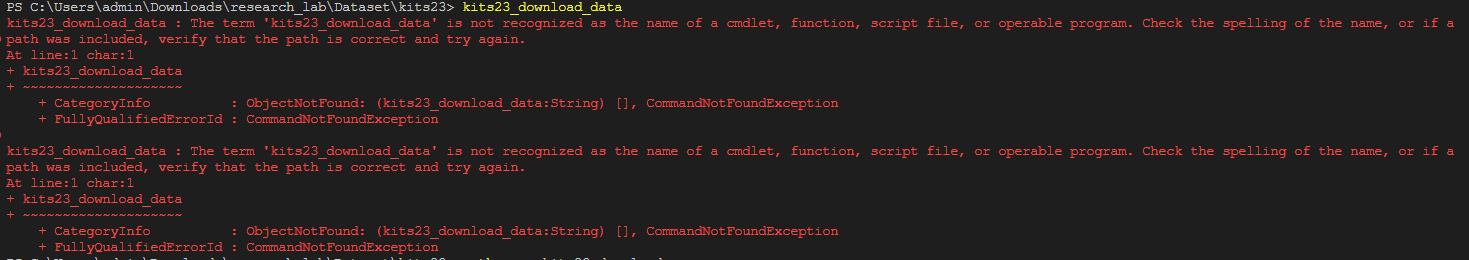 PS C:\Users\admin\Downloads\research_lab\Dataset\kits23> kits23_download_data
kits23_download_data : The term 'kits23_download_data' is not recognized as the name of a cmdlet, function, script file, or operable program. Check the spelling of the name, or if a
path was included, verify that the path is correct and try again.
At line:1 char:1
+ kits23_download_data
+ ~~~~~~~~~~~~~~~~~~~~
    + CategoryInfo          : ObjectNotFound: (kits23_download_data:String) [], CommandNotFoundException
    + FullyQualifiedErrorId : CommandNotFoundException
kits23_download_data : The term 'kits23_download_data' is not recognized as the name of a cmdlet, function, script file, or operable program. Check the spelling of the name, or if a
path was included, verify that the path is correct and try again.
At line:1 char:1
+ kits23_download_data
+ ~~~~~~~~~~~~~~~~~~~~
    + CategoryInfo          : ObjectNotFound: (kits23_download_data:String) [], CommandNotFoundException
    + FullyQualifiedErrorId : CommandNotFoundException